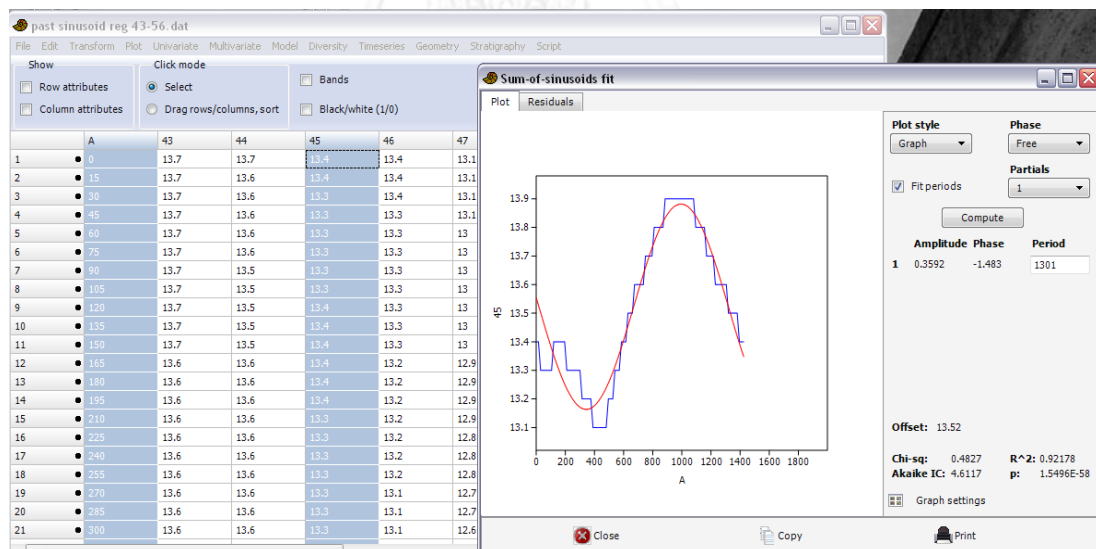 past sinusoid reg 43-56.dat
File Edit Transform Plot Univariate Multivariate Model Diversity Timeseries Geometry Stratigraphy Script
Show
Row attributes
Column attributes
Click mode
Select
Drag rows/columns, sort
Bands
Black/white (1/0)
A 43 44 45 46 47
1 0 13.7 13.7 13.4 13.4 13.1
2 15 13.7 13.6 13.4 13.4 13.1
3 30 13.7 13.6 13.3 13.4 13.1
4 45 13.7 13.6 13.3 13.3 13.1
5 60 13.7 13.6 13.3 13.3 13
6 75 13.7 13.6 13.3 13.3 13
7 90 13.7 13.5 13.3 13.3 13
8 105 13.7 13.5 13.3 13.3 13
9 120 13.7 13.5 13.4 13.3 13
10 135 13.7 13.5 13.4 13.3 13
11 150 13.7 13.5 13.4 13.3 13
12 165 13.6 13.6 13.4 13.2 12.9
13 180 13.6 13.6 13.4 13.2 12.9
14 195 13.6 13.6 13.4 13.2 12.9
15 210 13.6 13.6 13.3 13.2 12.9
16 225 13.6 13.6 13.3 13.2 12.8
17 240 13.6 13.6 13.3 13.2 12.8
18 255 13.6 13.6 13.3 13.2 12.8
19 270 13.6 13.6 13.3 13.1 12.7
20 285 13.6 13.6 13.3 13.1 12.7
21 300 13.6 13.6 13.3 13.1 12.6
Sum-of-sinusoids fit
Plot Residuals
13.9
13.8
13.7
13.6
13.5
13.4
13.3
13.2
13.1
45
0 200 400 600 800 1000 1200 1400 1600 1800
A
Plot style
Graph
Phase
Free
Fit periods
Partials
1
Compute
Amplitude Phase Period
1 0.3592 -1.483 1301
Offset: 13.52
Chi-sq: 0.4827 R^2: 0.92178
Akaike IC: 4.6117 p: 1.5496E-58
Graph settings
Close Copy Print